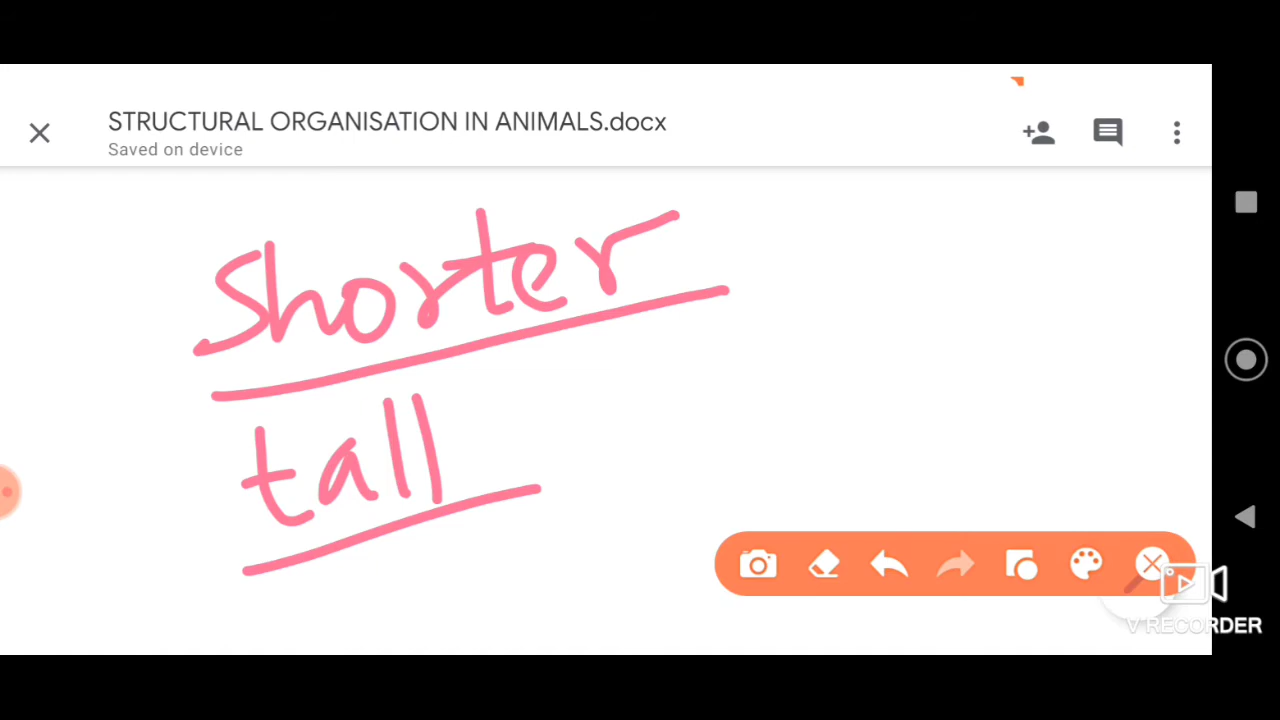 STRUCTURAL ORGANISATION IN ANIMALS.docx
Saved on device
Shorter
tall
V RECORDER